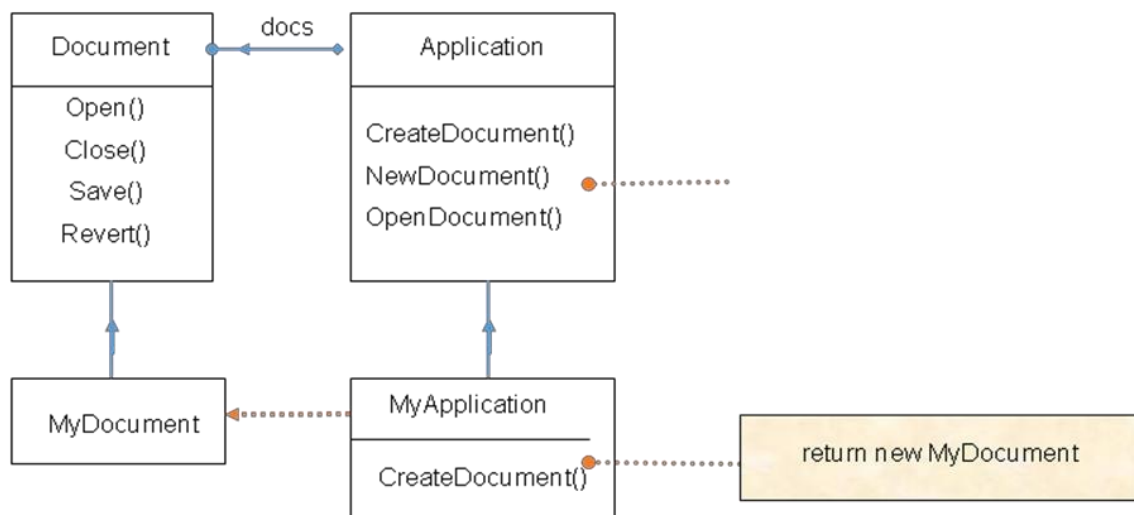 docs
Document
Open()
Close()
Save()
Revert()
Application
CreateDocument()
NewDocument()
OpenDocument()
MyDocument
MyApplication
CreateDocument()
return new MyDocument